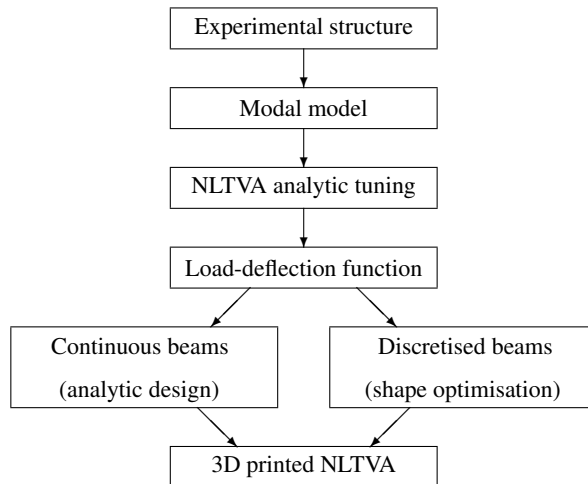 Experimental structure
Modal model
NLTVA analytic tuning
Load-deflection function
Continuous beams
(analytic design)
Discretised beams
(shape optimisation)
3D printed NLTVA